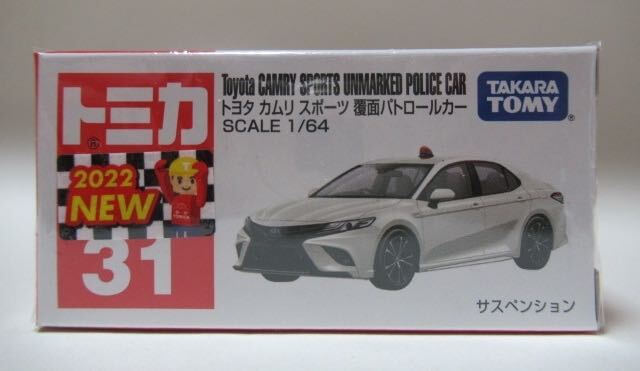 トミカ
2022
NEW
31
Toyota CAMRY SPORTS UNMARKED POLICE CAR
トヨタ カムリ スポーツ 覆面パトロールカー
SCALE 1/64
TAKARA
TOMY®
サスペンション